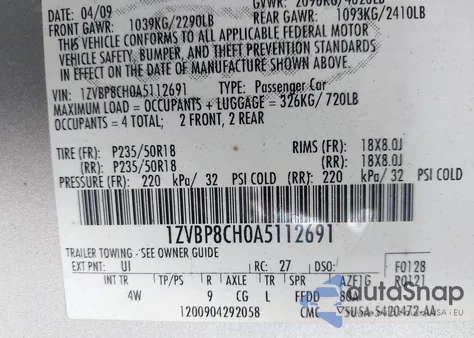 DATE: 04/09
FRONT GAWR: 1039KG/2290LB REAR GAWR: 1093KG/2410LB
THIS VEHICLE CONFORMS TO ALL APPLICABLE FEDERAL MOTOR
VEHICLE SAFETY, BUMPER, AND THEFT PREVENTION STANDARDS
IN EFFECT ON THE DATE OF MANUFACTURE SHOWN ABOVE.
VIN: 1ZVBP8CH0A5112691 TYPE: Passenger Car
MAXIMUM LOAD = OCCUPANTS + LUGGAGE = 326KG/ 720LB
OCCUPANTS = 4 TOTAL; 2 FRONT, 2 REAR
TIRE (FR): P235/50R18 RIMS (FR): 18X8.0J
(RR): P235/50R18 (RR): 18X8.0J
PRESSURE (FR): 220 kPa/ 32 PSI COLD (RR): 220 kPa/ 32 PSI COLD
1ZVBP8CH0A5112691
TRAILER TOWING - SEE OWNER GUIDE
EXT PNT: UI RC: 27 DSO: F0128
INT TR TP/PS R AXLE TR SPR
4W 9 CG L FFDD
1200904292058 CMC
autoSnap